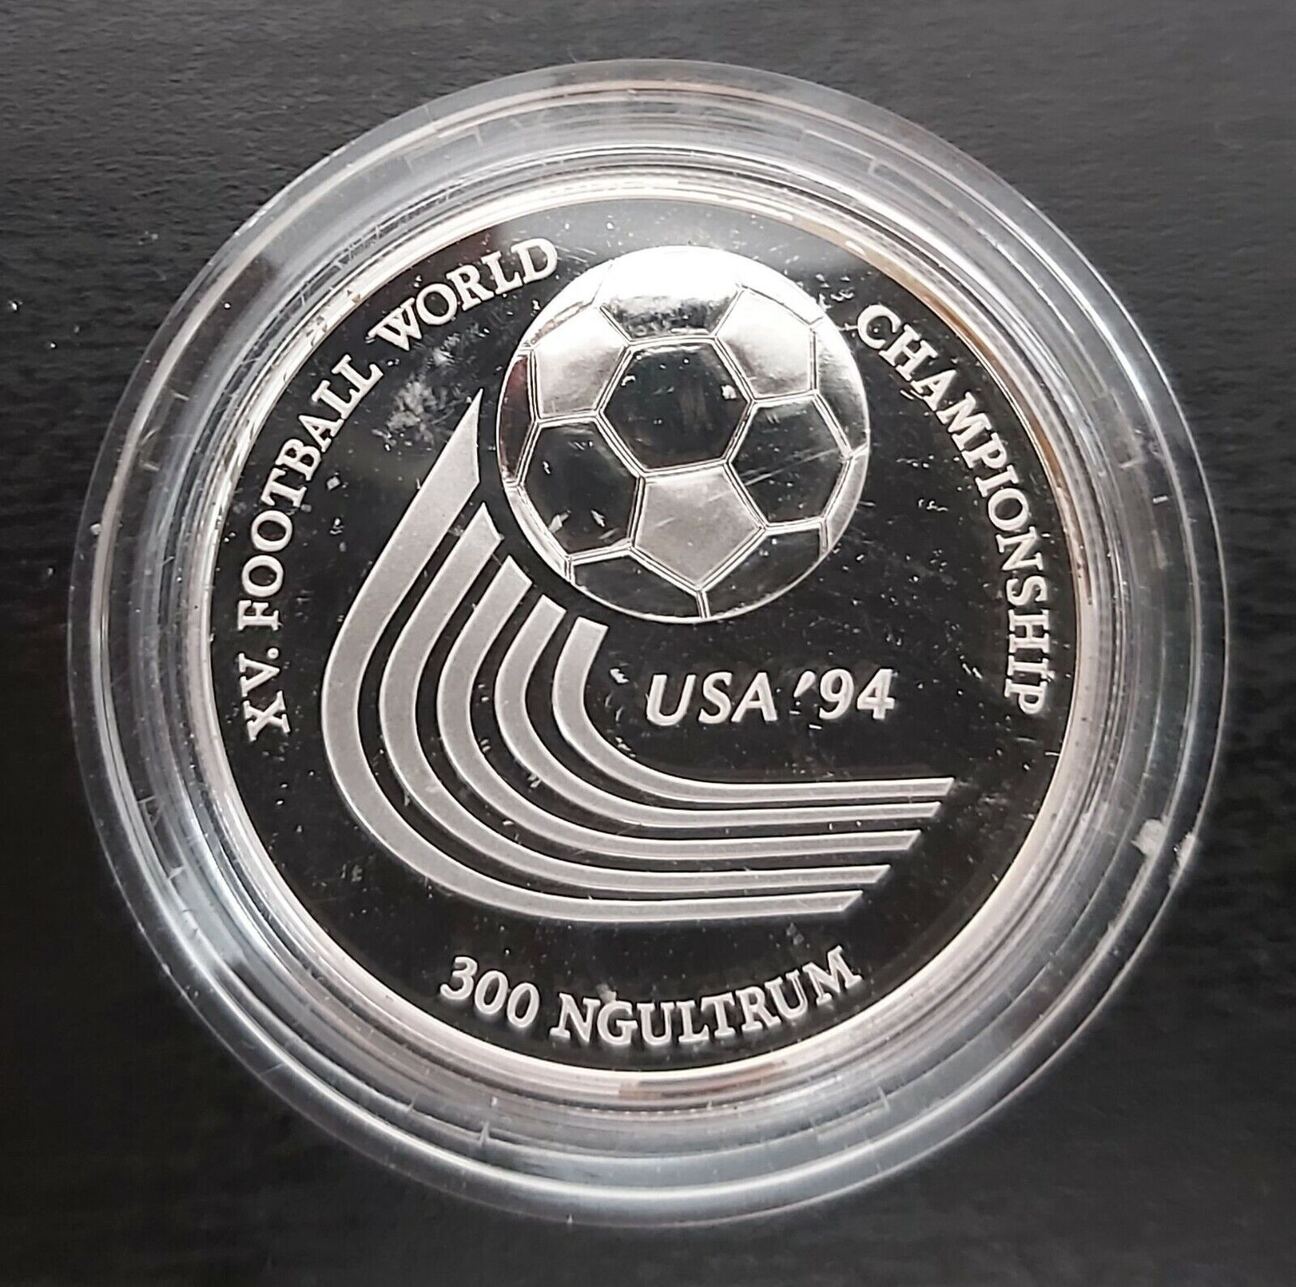 XV. FOOTBALL WORLD CHAMPIONSHIP
USA '94
300 NGULTRUM